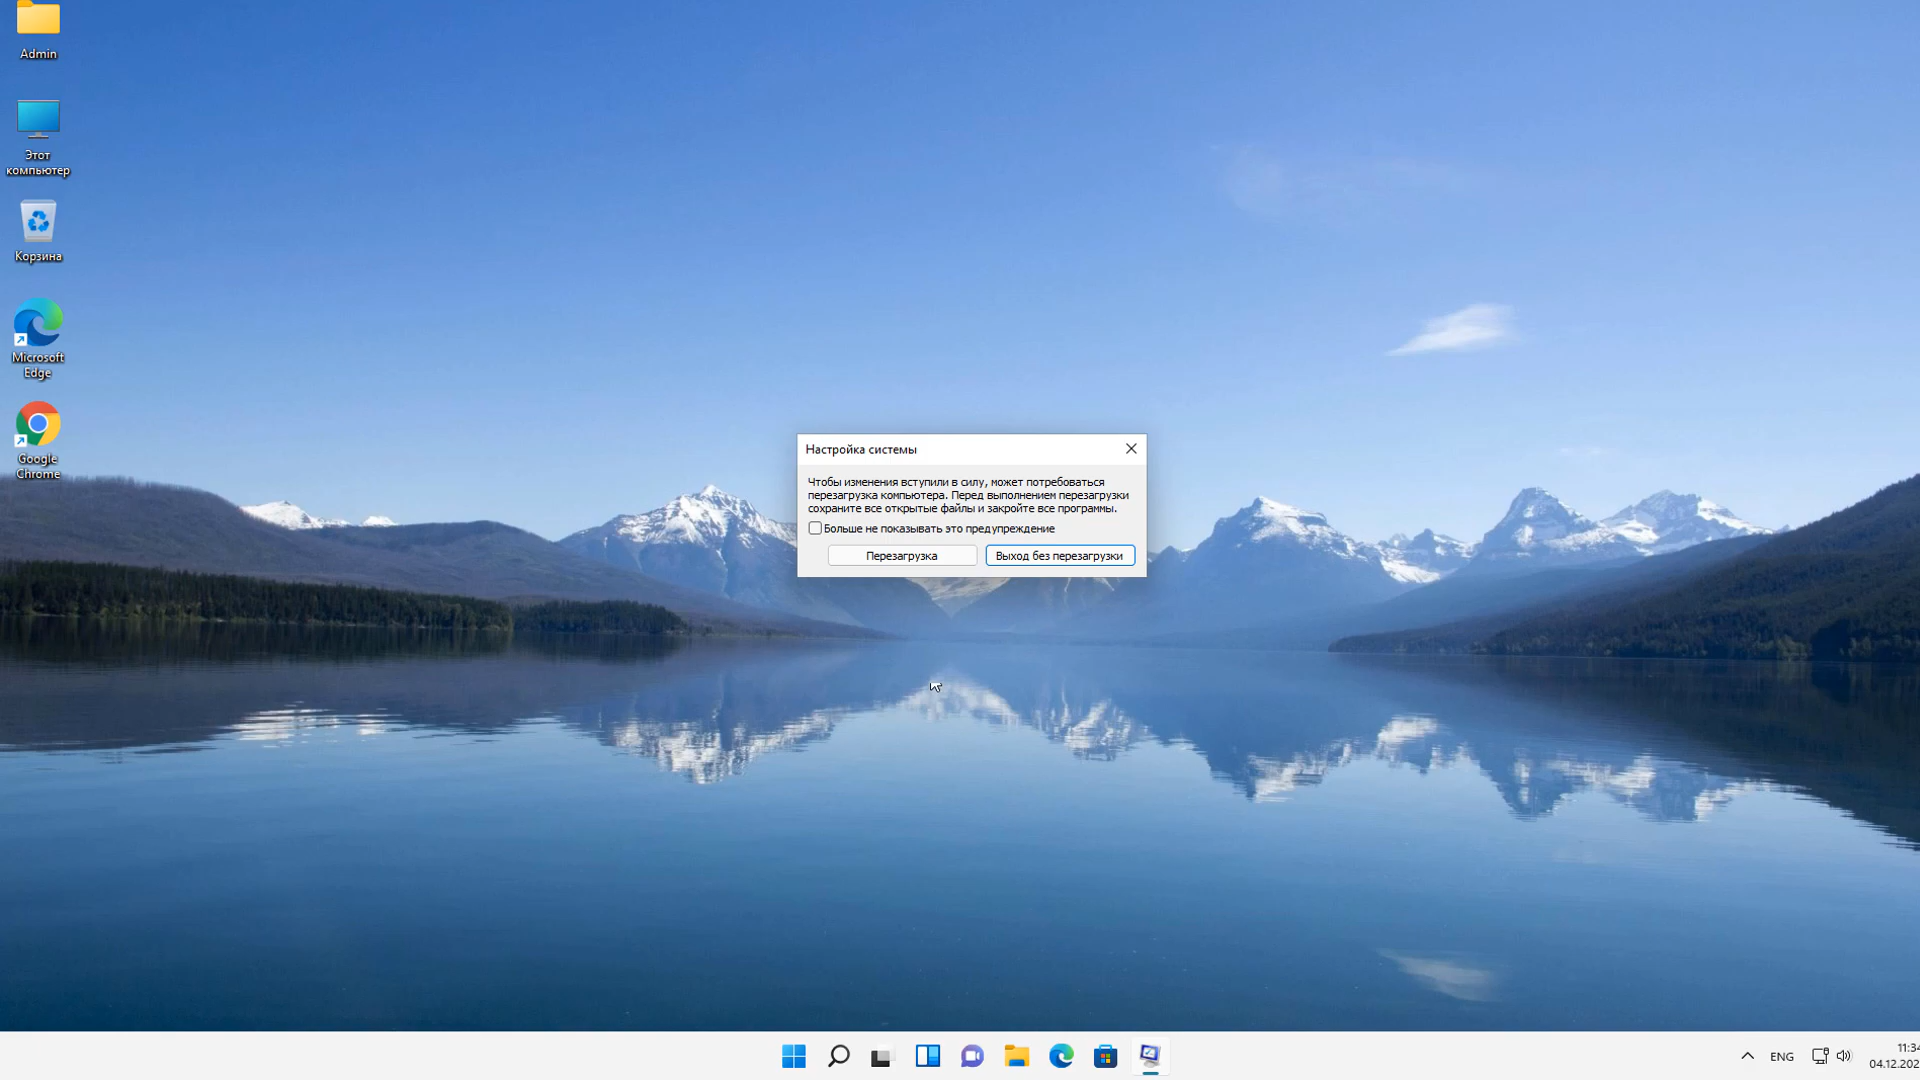 Admin
Этот
компьютер
Корзина
Microsoft
Edge
Google
Chrome
Настройка системы
Чтобы изменения вступили в силу, может потребоваться
перезагрузка компьютера. Перед выполнением перезагрузки
сохраните все открытые файлы и закройте все программы.
Больше не показывать это предупреждение
Перезагрузка
Выход без перезагрузки
ENG
11:34
04.12.202